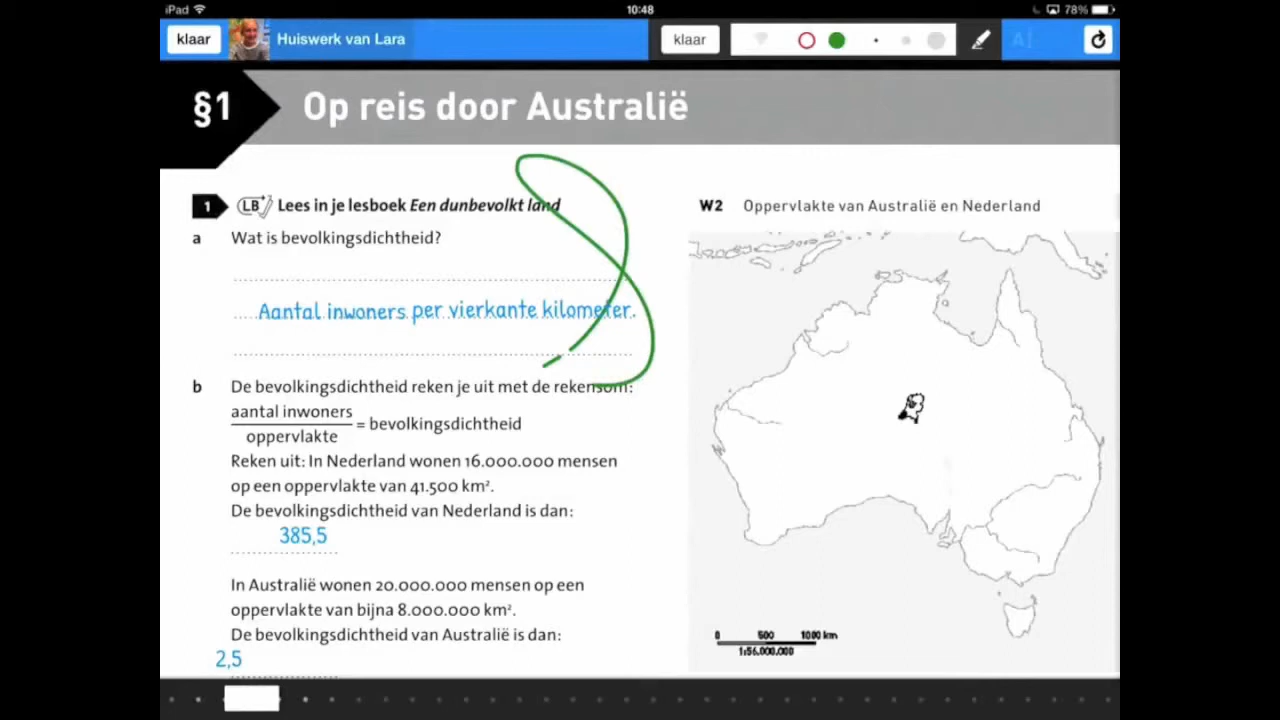 iPad 10:48 78%
klaar Huiswerk van Lara klaar A
§1 Op reis door Australië
1 LB Lees in je lesboek Een dunbevolkt land
a Wat is bevolkingsdichtheid?
Aantal inwoners per vierkante kilometer.
b De bevolkingsdichtheid reken je uit met de rekensom:
aantal inwoners
oppervlakte
= bevolkingsdichtheid
Reken uit: In Nederland wonen 16.000.000 mensen
op een oppervlakte van 41.500 km².
De bevolkingsdichtheid van Nederland is dan:
385,5
In Australië wonen 20.000.000 mensen op een
oppervlakte van bijna 8.000.000 km².
De bevolkingsdichtheid van Australië is dan:
2,5
W2 Oppervlakte van Australië en Nederland
0 500 1000 km
1:56.000.000